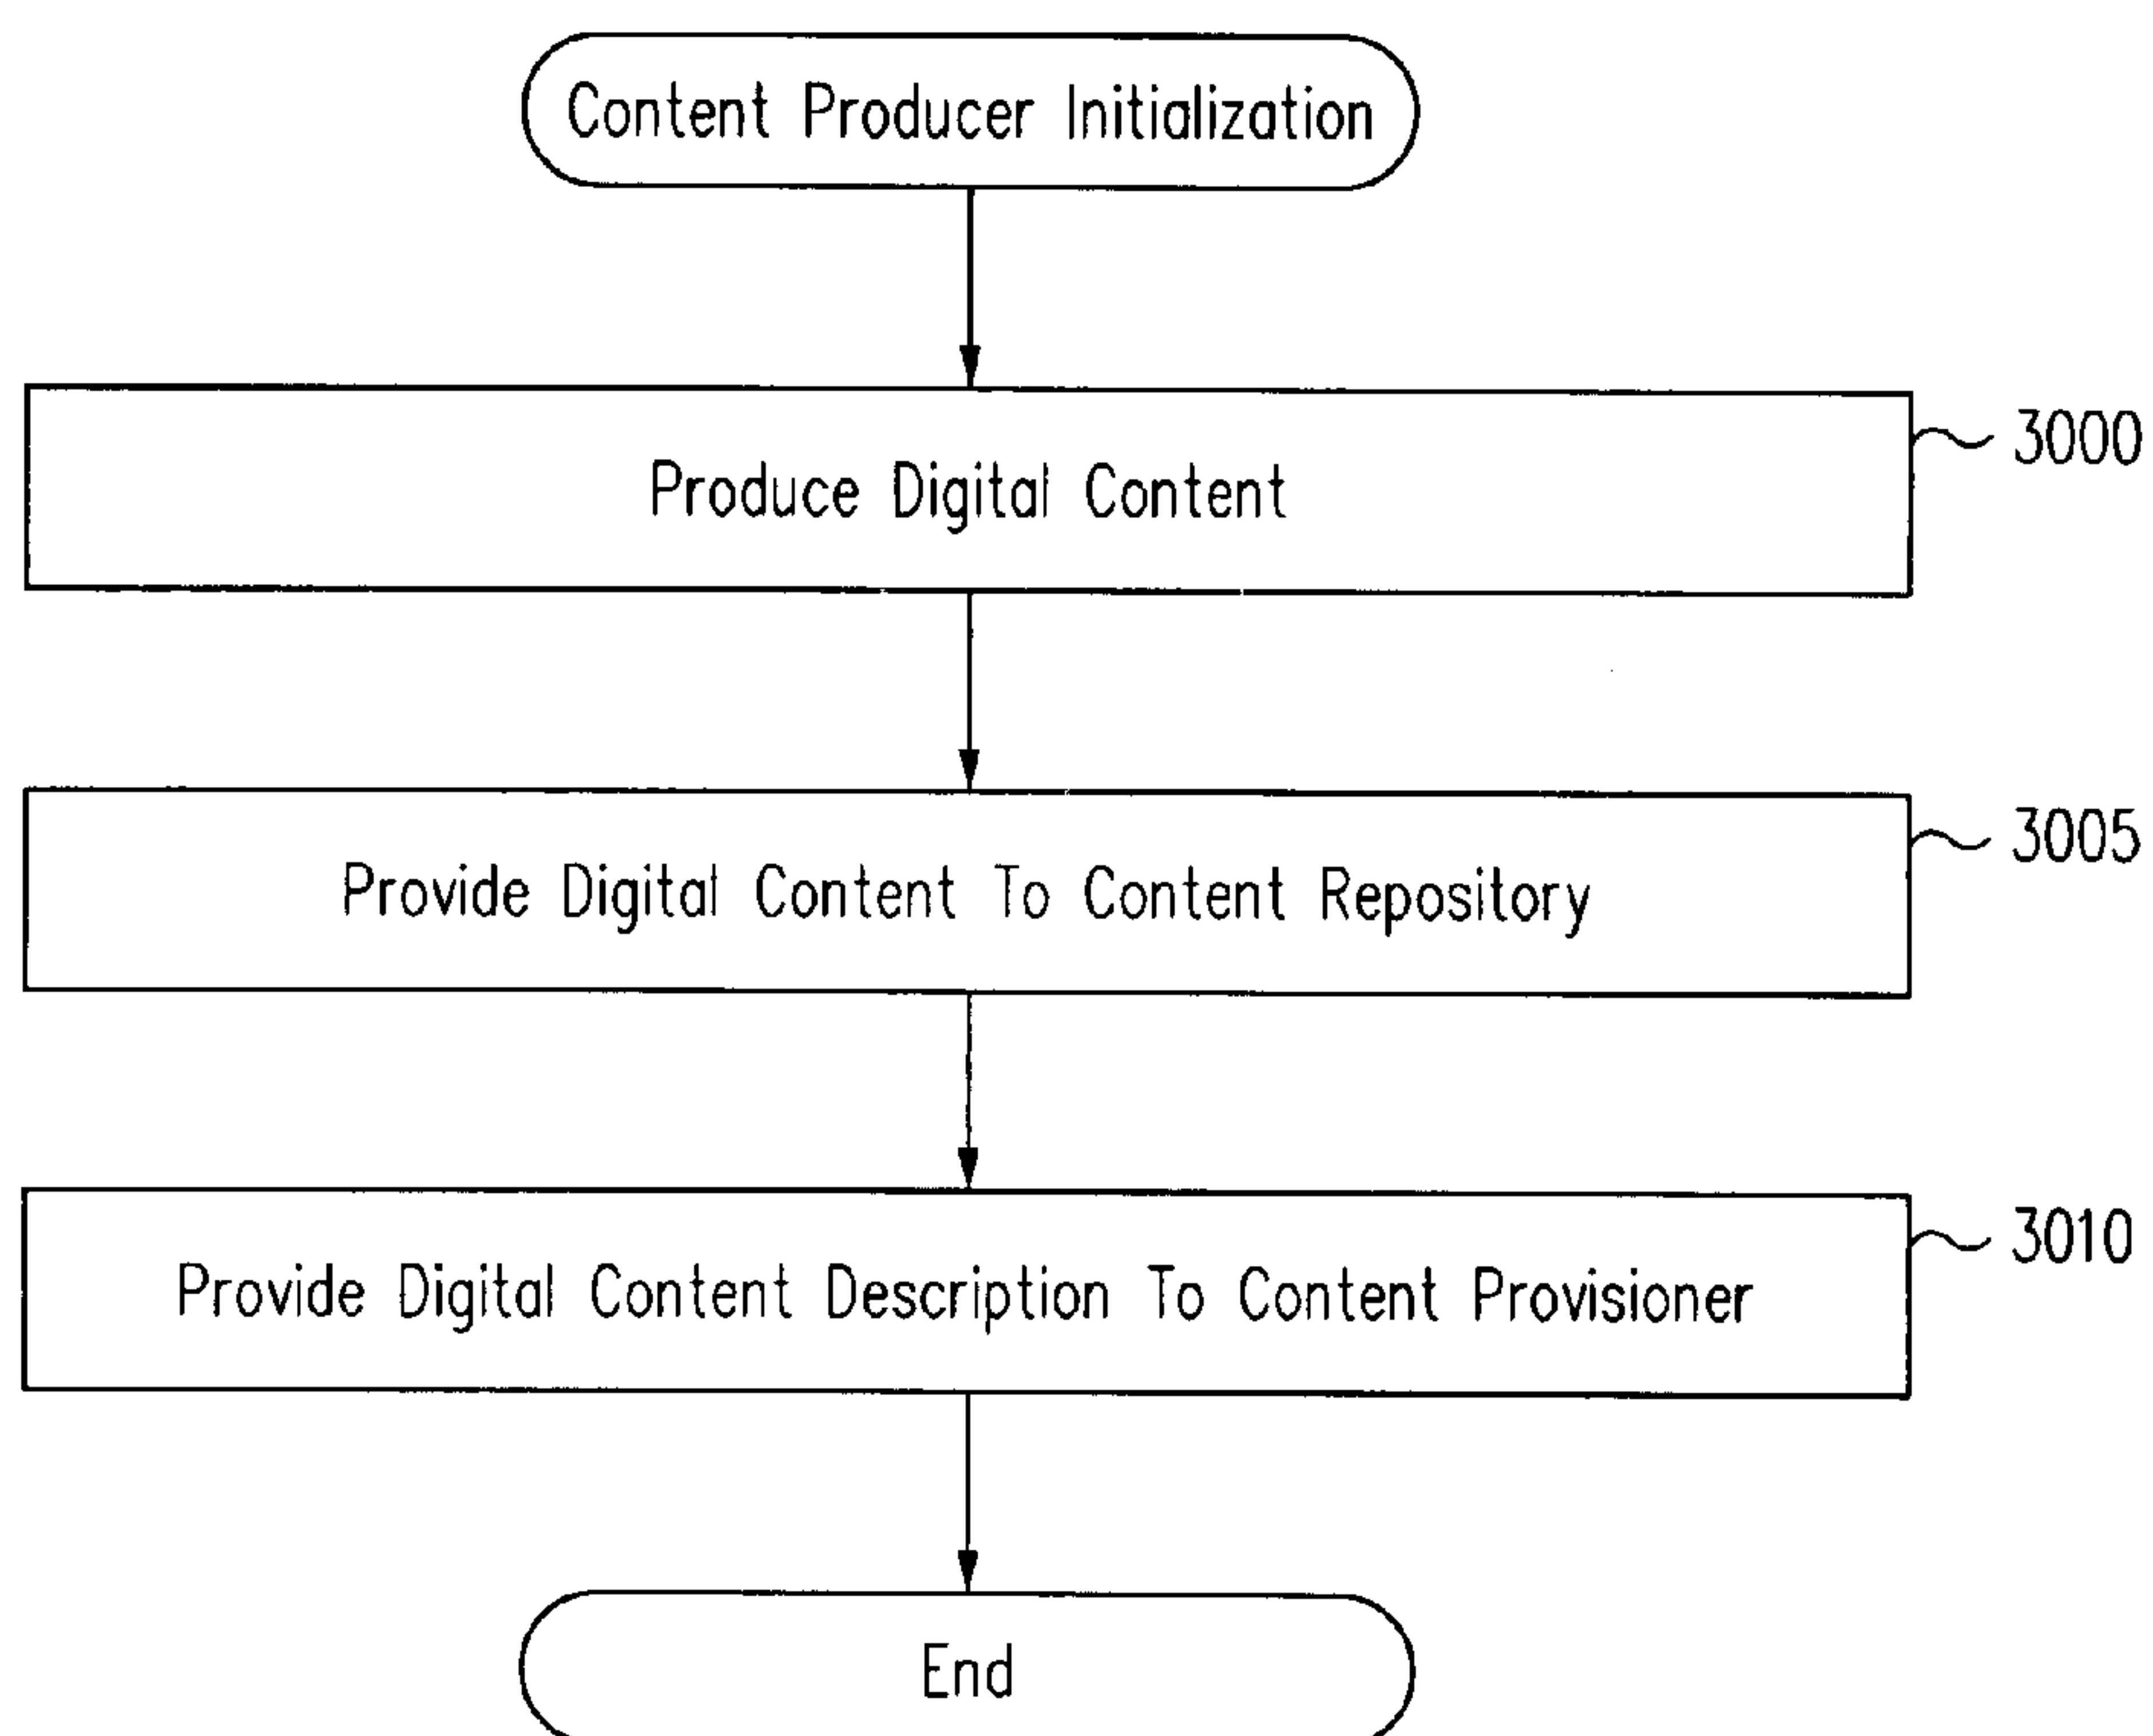 Content Producer Initialization
Produce Digital Content
3000
Provide Digital Content To Content Repository
3005
Provide Digital Content Description To Content Provisioner
3010
End